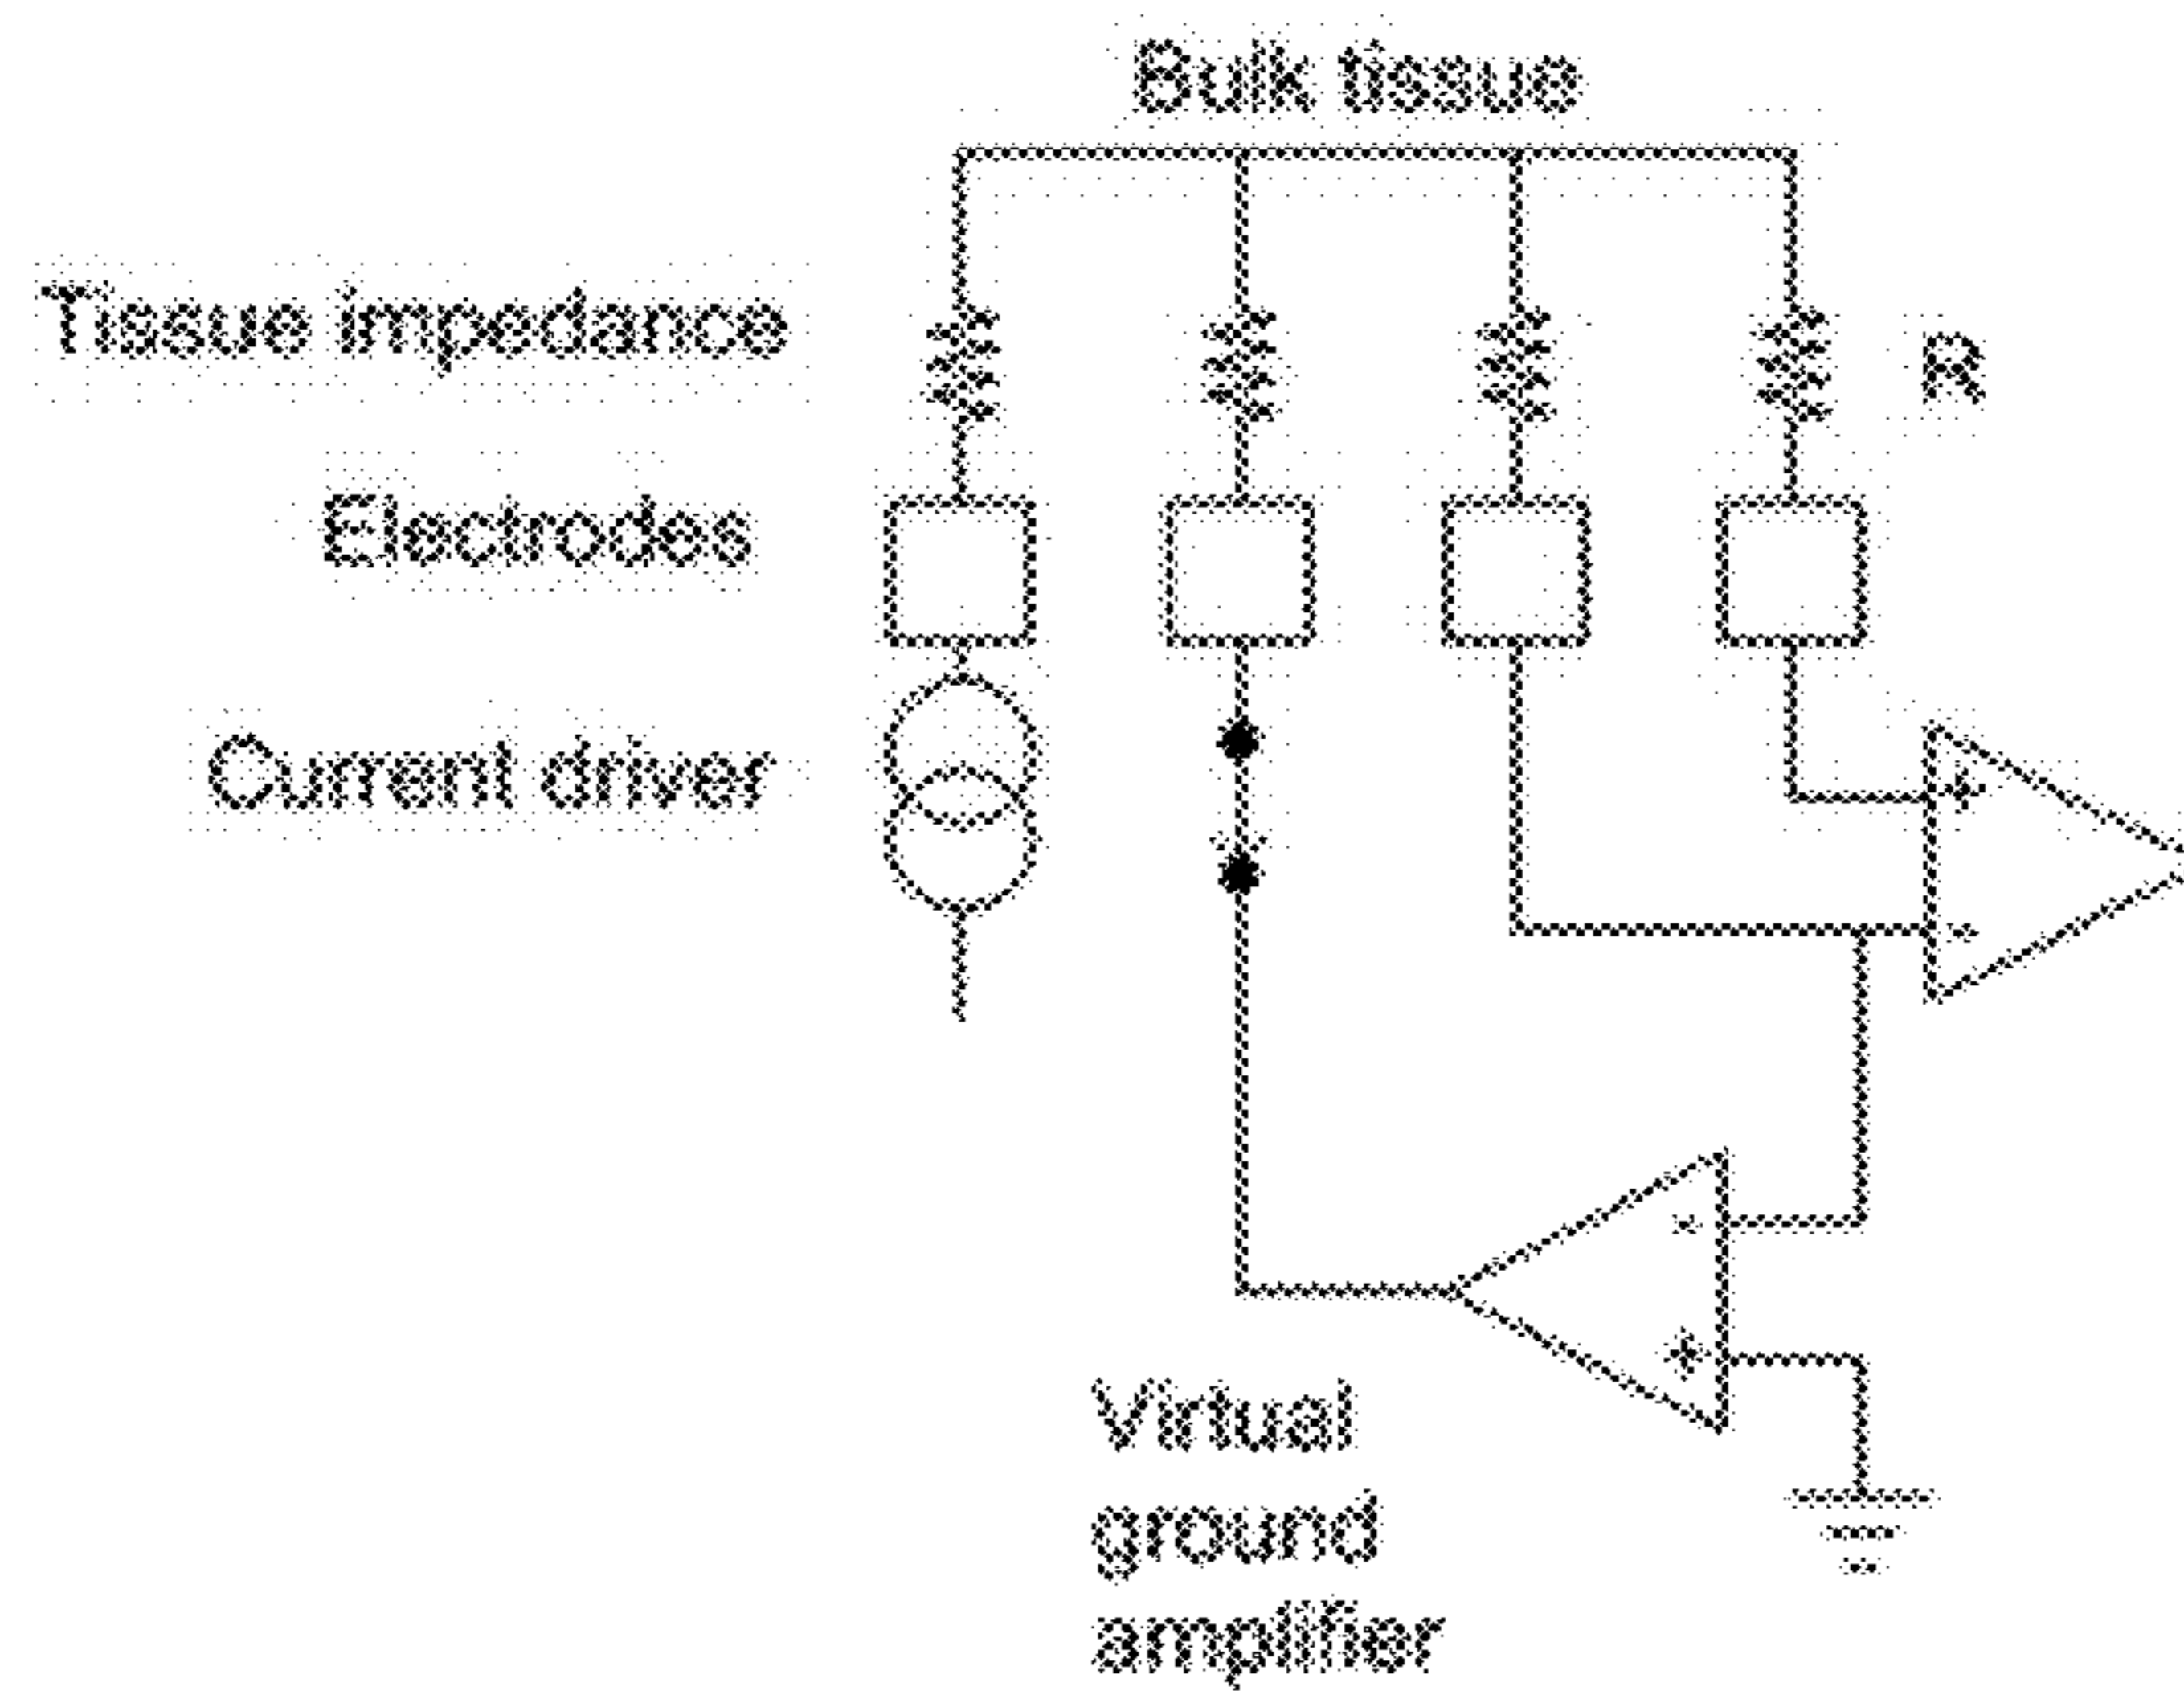 Bulk tissue
Tissue impedance
R
Electrodes
Current driver
+
-
-
+
Virtual
ground
amplifier